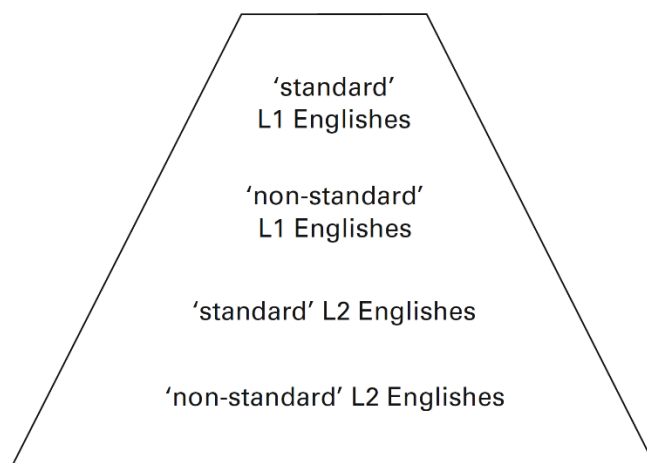 ‘standard’
L1 Englishes
‘non-standard’
L1 Englishes
‘standard’ L2 Englishes
‘non-standard’ L2 Englishes